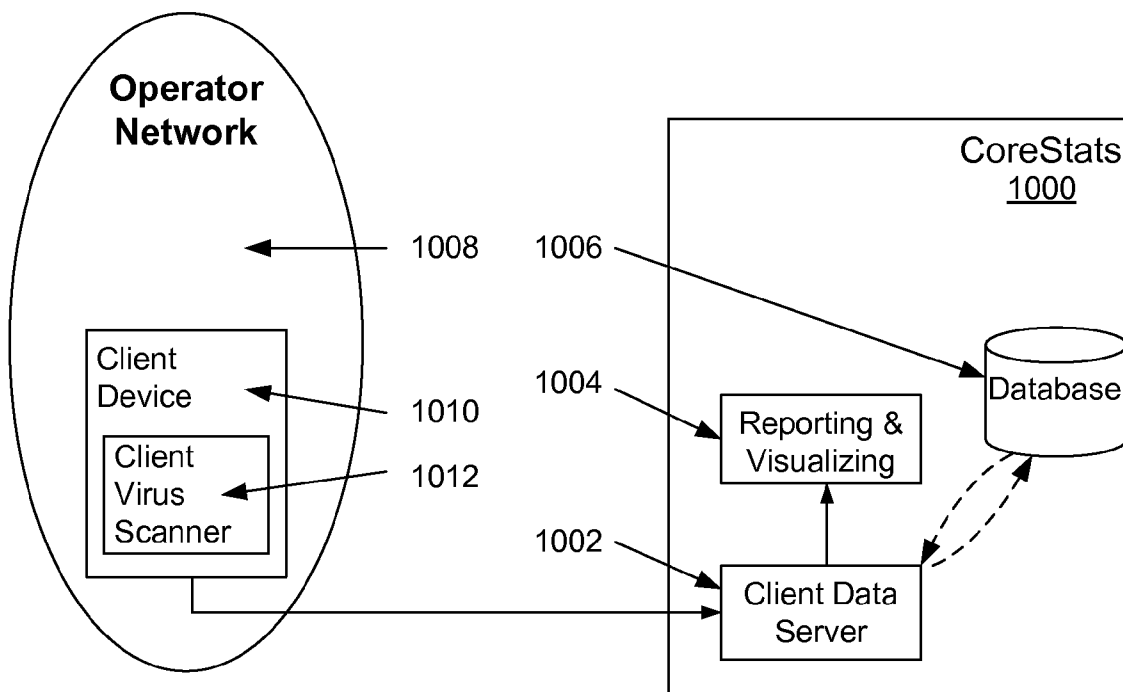 Operator
Network
CoreStats
1000
1008
1006
Client
Device
1010
1004
Database
Reporting &
Visualizing
Client
Virus
Scanner
1012
1002
Client Data
Server